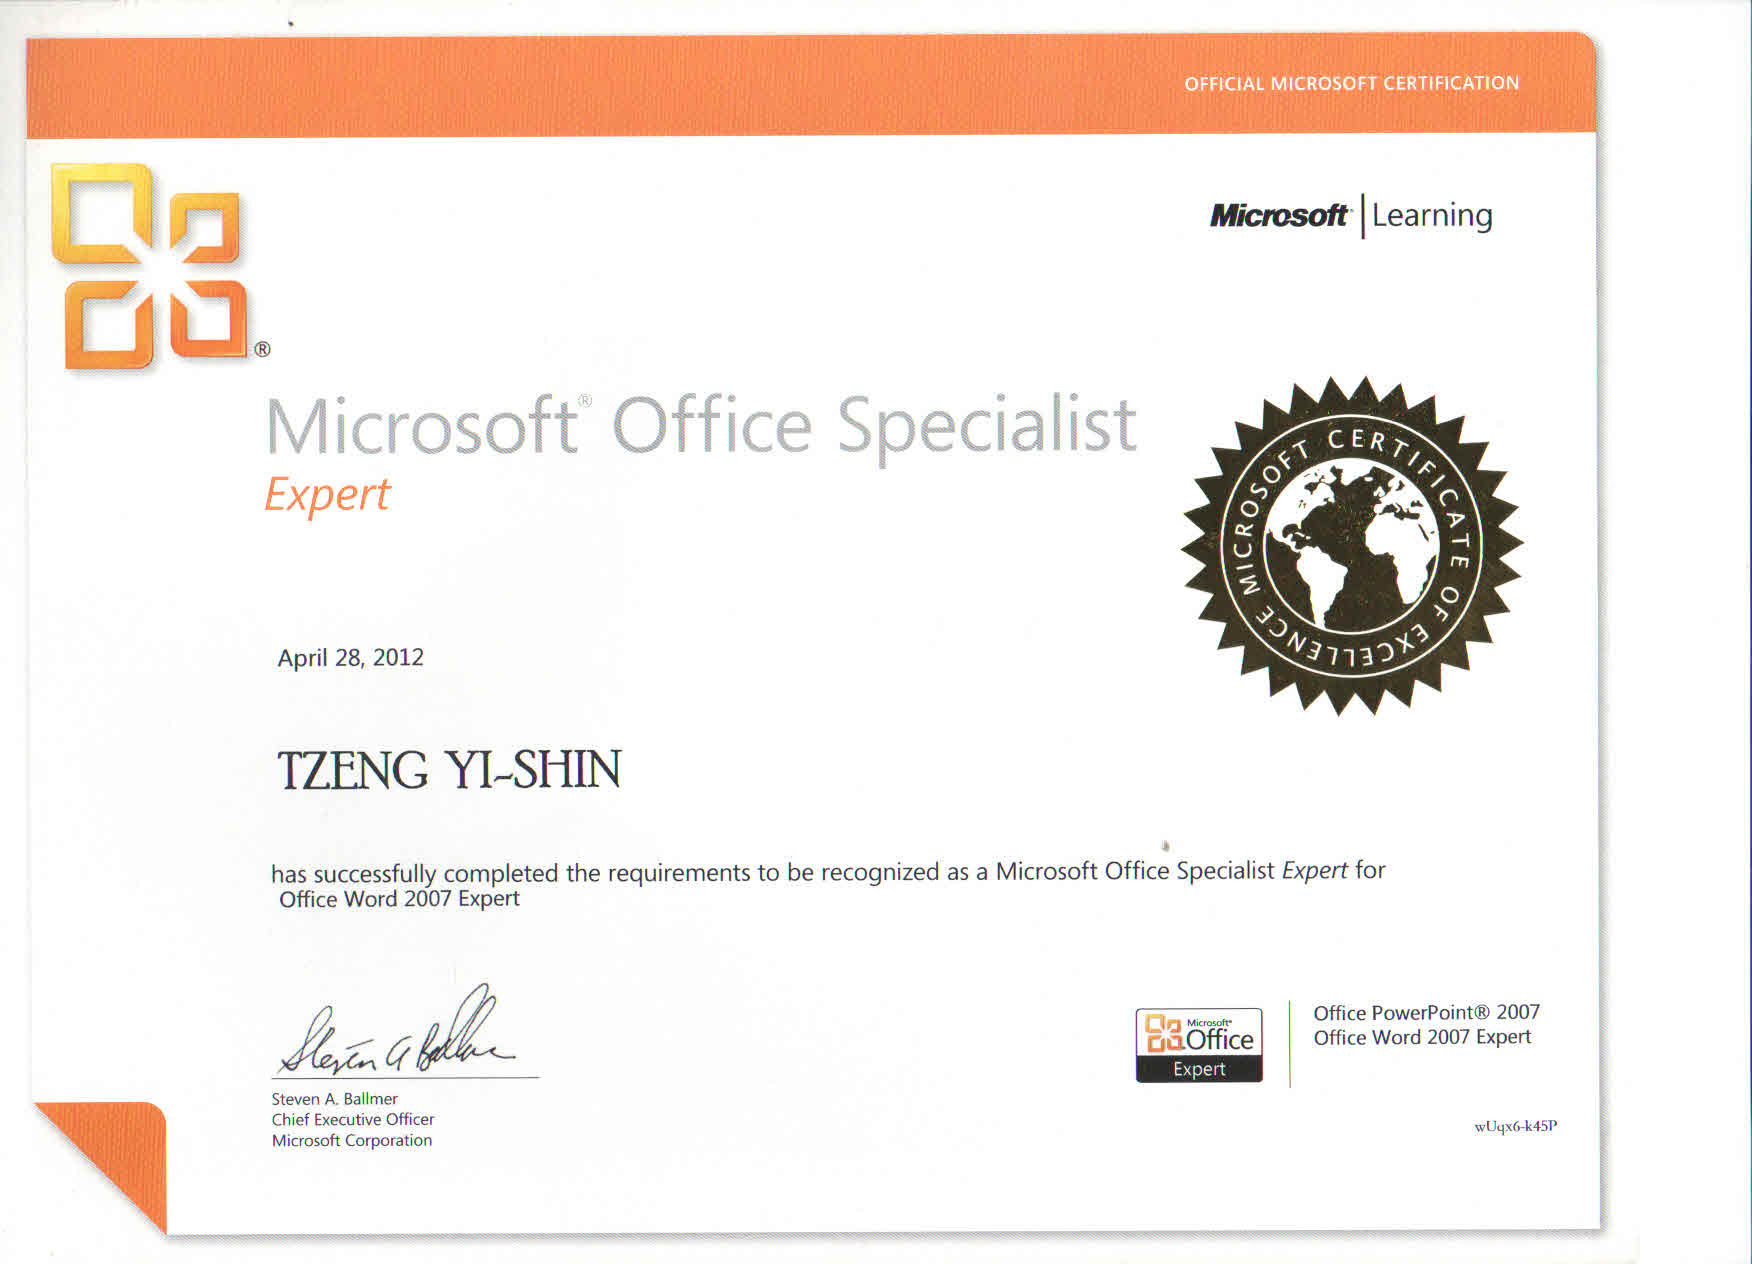 OFFICIAL MICROSOFT CERTIFICATION
Microsoft® | Learning
®
Microsoft® Office Specialist
Expert
MICROSOFT CERTIFICATE OF EXCELLENCE
April 28, 2012
TZENG YI-SHIN
has successfully completed the requirements to be recognized as a Microsoft Office Specialist Expert for
Office Word 2007 Expert
Steven A Ballmer
Steven A. Ballmer
Chief Executive Officer
Microsoft Corporation
Microsoft®
Office
Expert
Office PowerPoint® 2007
Office Word 2007 Expert
wUqx6-k45P